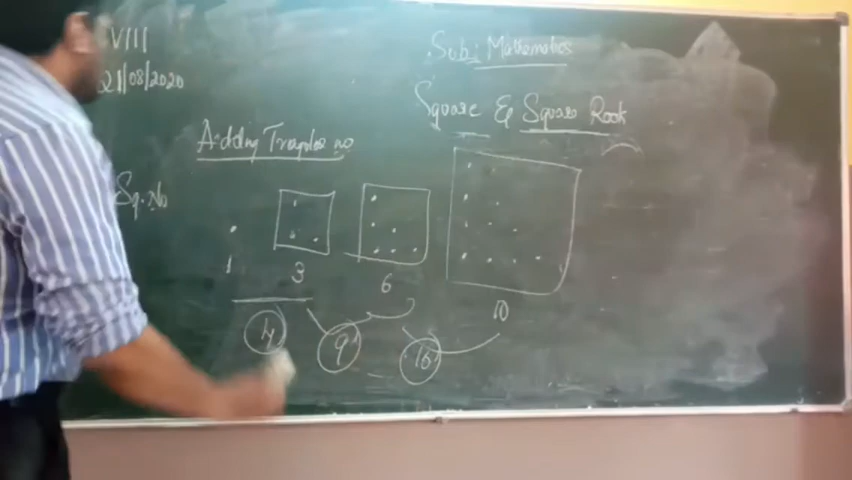 VIII
21/08/2020
Sub: Mathematics
Square & Square Root
Adding no
Sq. No
1 3 6 10
4 9 16